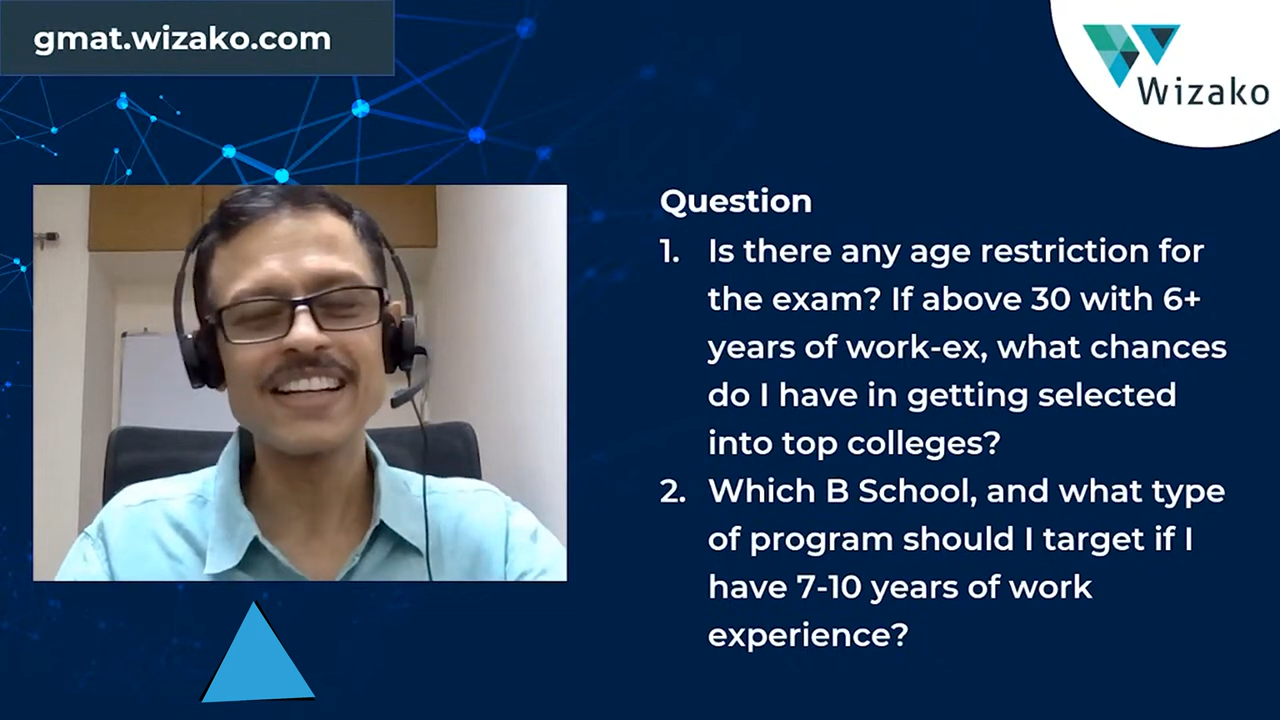 gmat.wizako.com
Wizako
Question
1. Is there any age restriction for
the exam? If above 30 with 6+
years of work-ex, what chances
do I have in getting selected
into top colleges?
2. Which B School, and what type
of program should I target if I
have 7-10 years of work
experience?